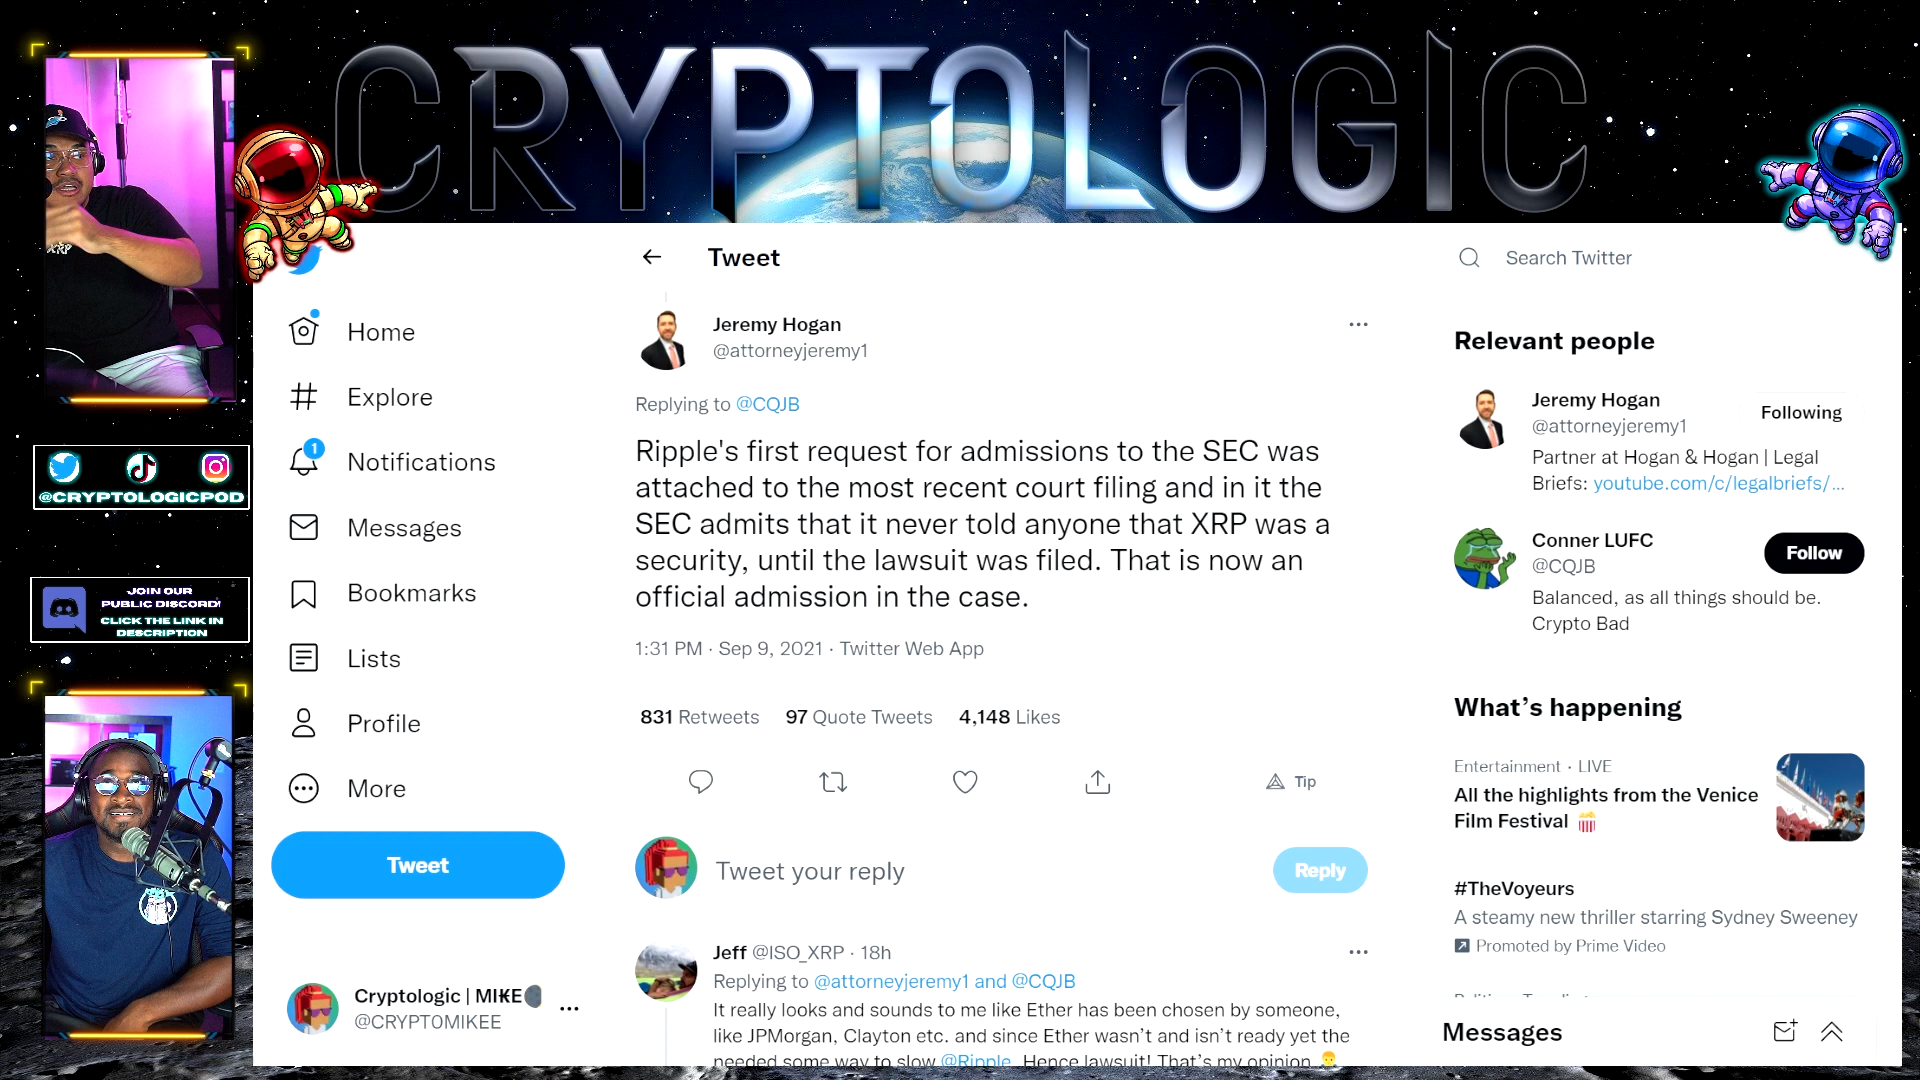 CRYPTOLOGIC
XRP
@CRYPTOLOGICPOD
JOIN OUR
PUBLIC DISCORD!
CLICK THE LINK IN
DESCRIPTION
Home
Explore
1
Notifications
Messages
Bookmarks
Lists
Profile
More
Tweet
Cryptologic | MIKE
@CRYPT0MIKEE
Tweet
Jeremy Hogan
@attorneyjeremy1
Replying to @CQJB
Ripple's first request for admissions to the SEC was
attached to the most recent court filing and in it the
SEC admits that it never told anyone that XRP was a
security, until the lawsuit was filed. That is now an
official admission in the case.
1:31 PM · Sep 9, 2021 · Twitter Web App
831 Retweets 97 Quote Tweets 4,148 Likes
Tip
Tweet your reply
Reply
Jeff @ISO_XRP · 18h
Replying to @attorneyjeremy1 and @CQJB
It really looks and sounds to me like Ether has been chosen by someone,
like JPMorgan, Clayton etc. and since Ether wasn't and isn't ready yet the
needed some way to slow @Ripple. Hence lawsuit! That's my opinion
Search Twitter
Relevant people
Jeremy Hogan
@attorneyjeremy1
Following
Partner at Hogan & Hogan | Legal
Briefs: youtube.com/c/legalbriefs/...
Conner LUFC
@CQJB
Follow
Balanced, as all things should be.
Crypto Bad
What's happening
Entertainment · LIVE
All the highlights from the Venice
Film Festival
#TheVoyeurs
A steamy new thriller starring Sydney Sweeney
Promoted by Prime Video
Messages